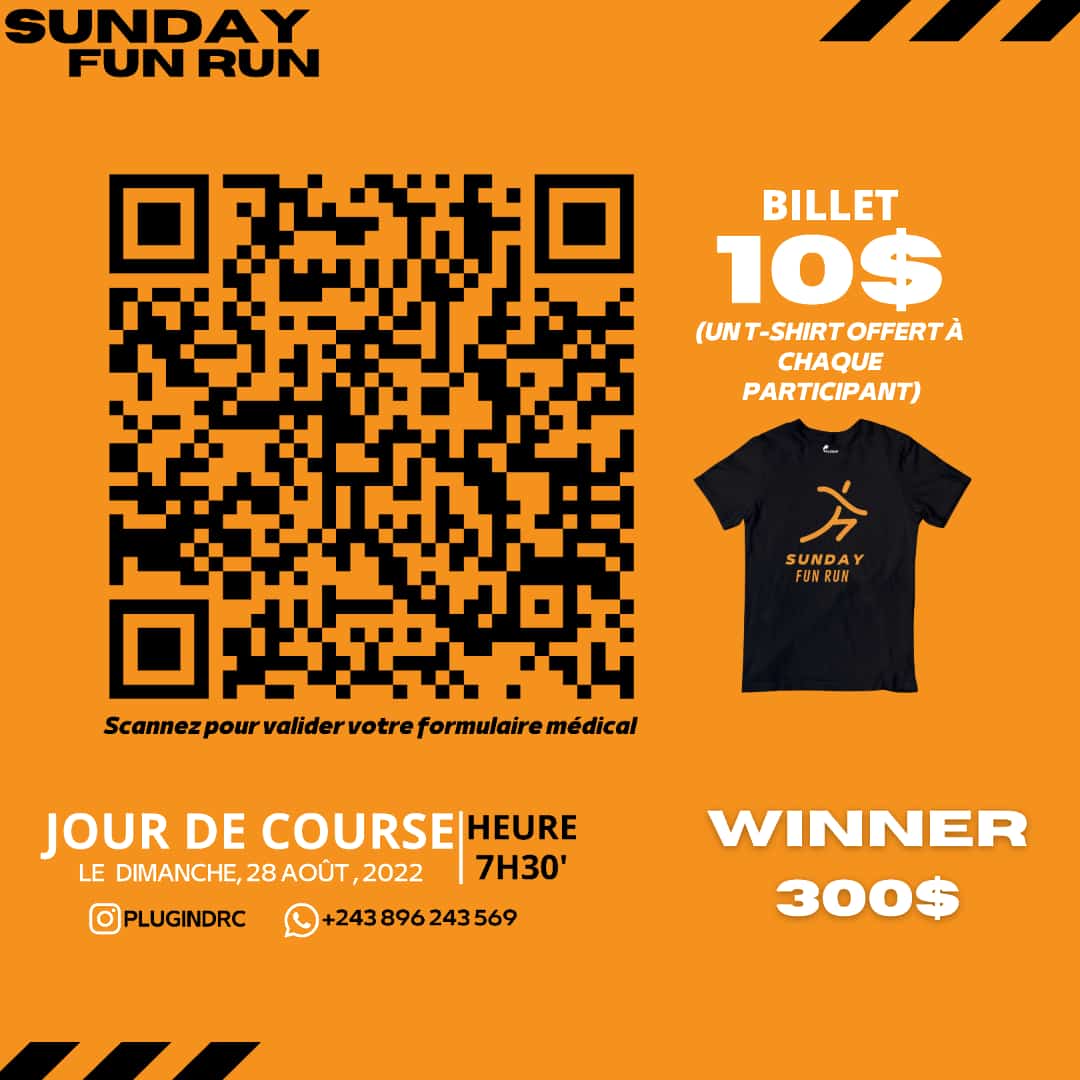 SUNDAY
FUN RUN
BILLET
10$
(UN T-SHIRT OFFERT À
CHAQUE
PARTICIPANT)
SUNDAY
FUN RUN
Scannez pour valider votre formulaire médical
JOUR DE COURSE
LE DIMANCHE, 28 AOÛT , 2022
HEURE
7H30'
PLUGINDRC
+243 896 243 569
WINNER
300$